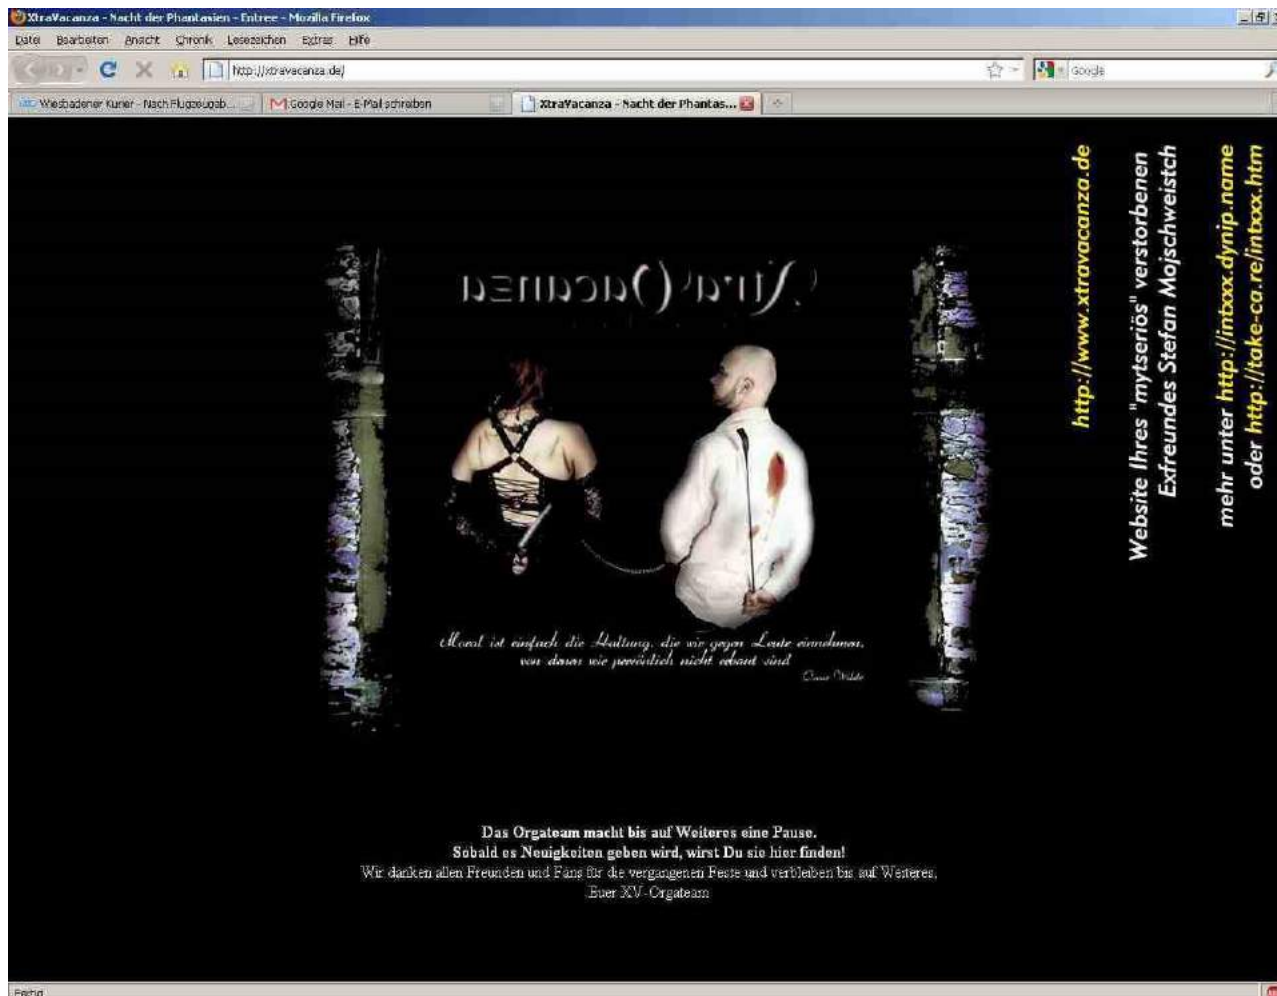 XtraVacanza - Nacht der Phantasien - Entree - Mozilla Firefox
Datei Bearbeiten Ansicht Chronik Lesezeichen Extras Hilfe
http://xtravacanza.de/
Google
Wiesbadener Kurier - Nach Flugzeugab...
Google Mail - E-Mail schreiben
XtraVacanza - Nacht der Phantas...
XtraVacanza
Moral ist einfach die Haltung, die wir gegen Leute einnehmen,
von denen wir persönlich nicht erbaut sind
Oscar Wilde
Das Orgateam macht bis auf Weiteres eine Pause.
Sobald es Neuigkeiten geben wird, wirst Du sie hier finden!
Wir danken allen Freunden und Fans für die vergangenen Feste und verbleiben bis auf Weiteres,
Euer XV-Orgateam
http://www.xtravacanza.de
Website Ihres "mytseriös" verstorbenen
Exfreundes Stefan Mojschweistch
mehr unter http://intxxx.dynip.name
oder http://take-ca.re/intxxx.htm
Fertig